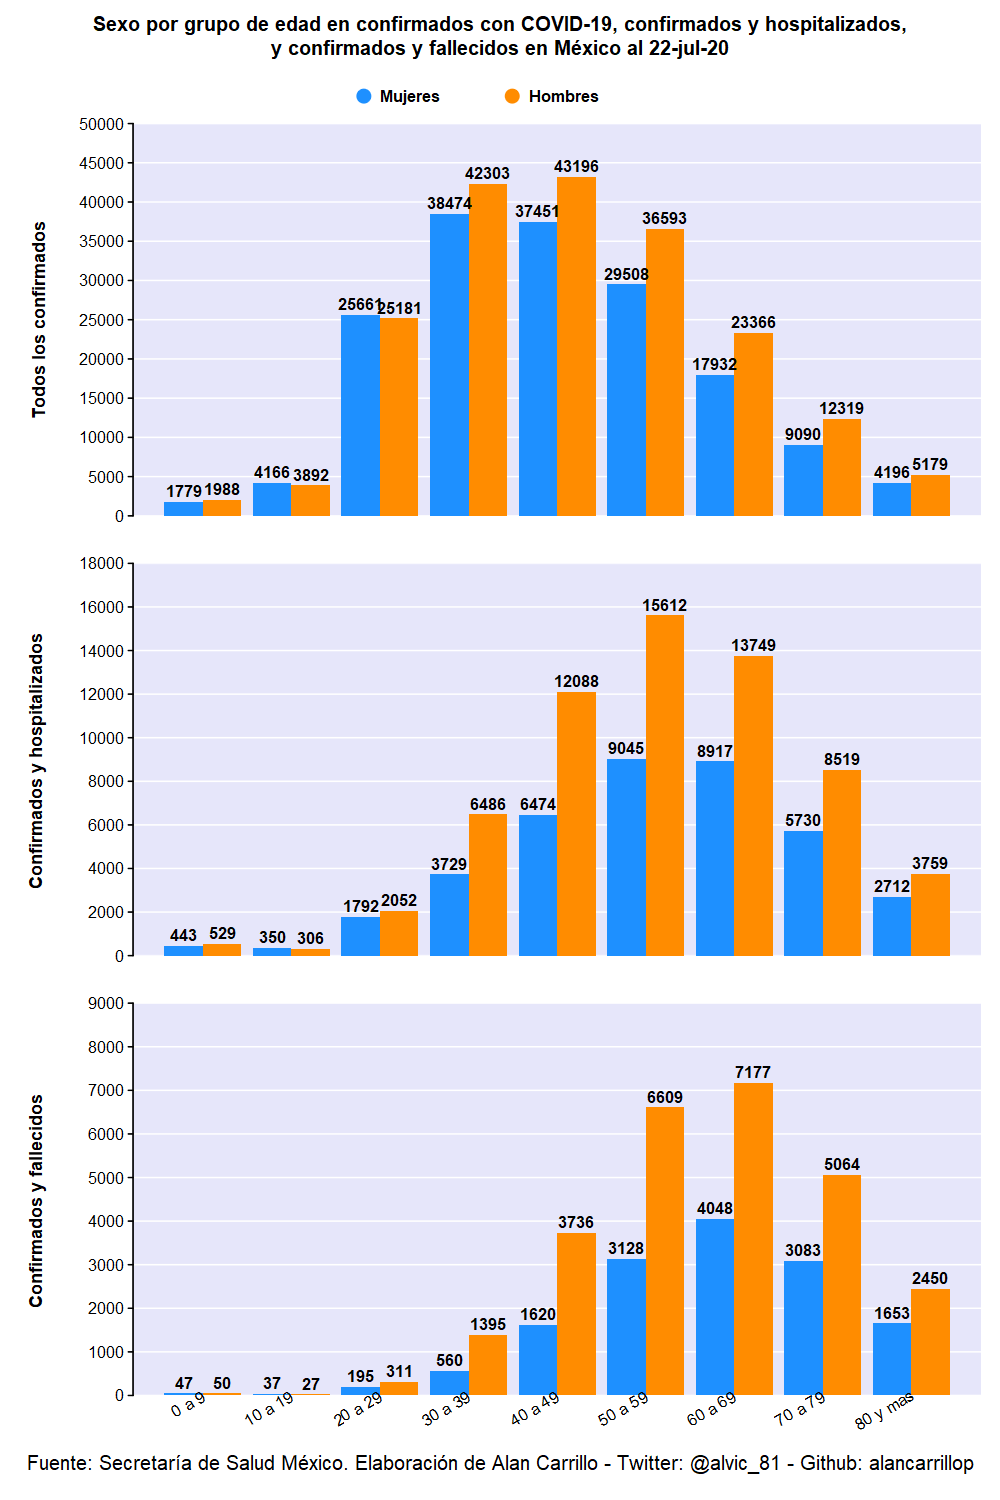 Sexo por grupo de edad en confirmados con COVID-19, confirmados y hospitalizados,
y confirmados y fallecidos en México al 22-jul-20
Mujeres Hombres
Todos los confirmados
50000
45000
40000
35000
30000
25000
20000
15000
10000
5000
0
1779 1988 4166 3892 25661 25181 38474 42303 37451 43196 29508 36593 17932 23366 9090 12319 4196 5179
Confirmados y hospitalizados
18000
16000
14000
12000
10000
8000
6000
4000
2000
0
443 529 350 306 1792 2052 3729 6486 6474 12088 9045 15612 8917 13749 5730 8519 2712 3759
Confirmados y fallecidos
9000
8000
7000
6000
5000
4000
3000
2000
1000
0
47 50 37 27 195 311 560 1395 1620 3736 3128 6609 4048 7177 3083 5064 1653 2450
0 a 9 10 a 19 20 a 29 30 a 39 40 a 49 50 a 59 60 a 69 70 a 79 80 y mas
Fuente: Secretaría de Salud México. Elaboración de Alan Carrillo - Twitter: @alvic_81 - Github: alancarrillop